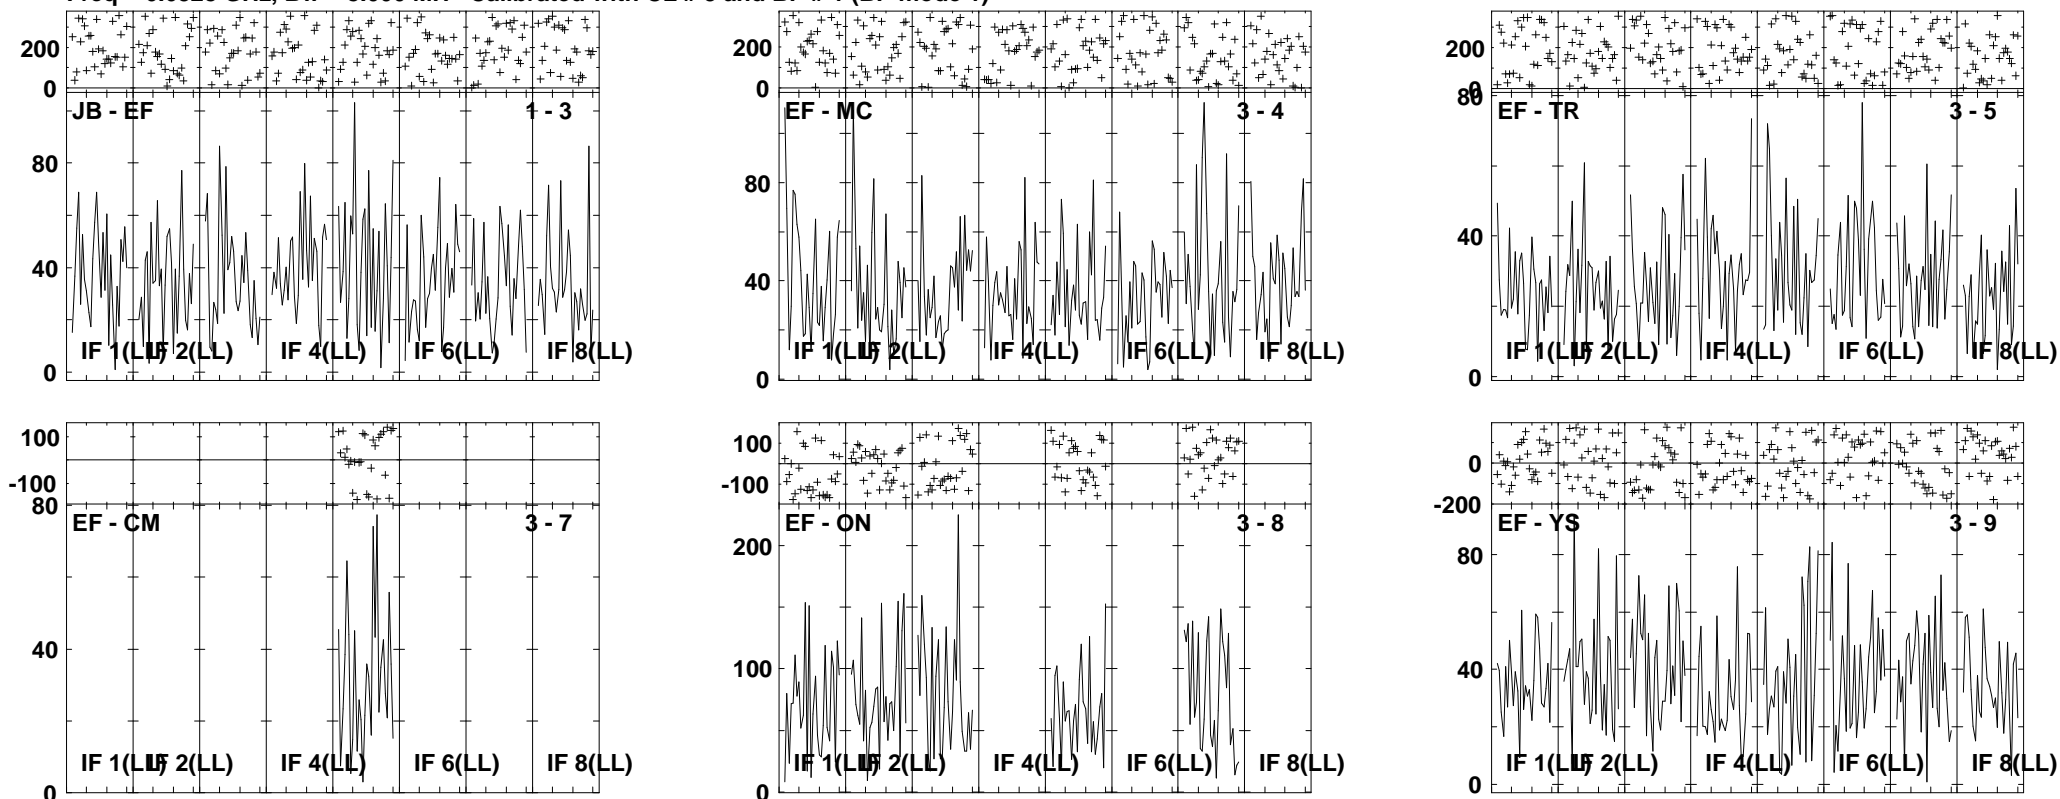 200
0
JB - EF 1 - 3
80
40
0
IF 1(LL) IF 2(LL) IF 4(LL) IF 6(LL) IF 8(LL)
200
0
EF - MC 3 - 4
80
40
0
IF 1(LL) IF 2(LL) IF 4(LL) IF 6(LL) IF 8(LL)
200
0
80
EF - TR 3 - 5
40
0
IF 1(LL) IF 2(LL) IF 4(LL) IF 6(LL) IF 8(LL)
100
-100
80
EF - CM 3 - 7
40
0
IF 1(LL) IF 2(LL) IF 4(LL) IF 6(LL) IF 8(LL)
100
-100
EF - ON 3 - 8
200
100
0
IF 1(LL) IF 2(LL) IF 4(LL) IF 6(LL) IF 8(LL)
0
-200
EF - YS 3 - 9
80
40
0
IF 1(LL) IF 2(LL) IF 4(LL) IF 6(LL) IF 8(LL)